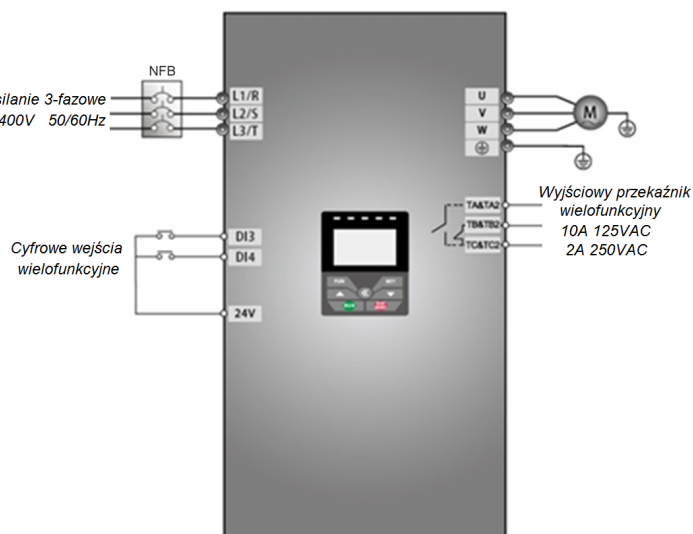 NFB
silanie 3-fazowe
400V 50/60Hz
L1/R
L2/S
L3/T
U
V
W
M
Wyjściowy przekaźnik
wielofunkcyjny
10A 125VAC
2A 250VAC
TA&TA2
TB&TB2
TC&TC2
Cyfrowe wejścia
wielofunkcyjne
DI3
DI4
24V